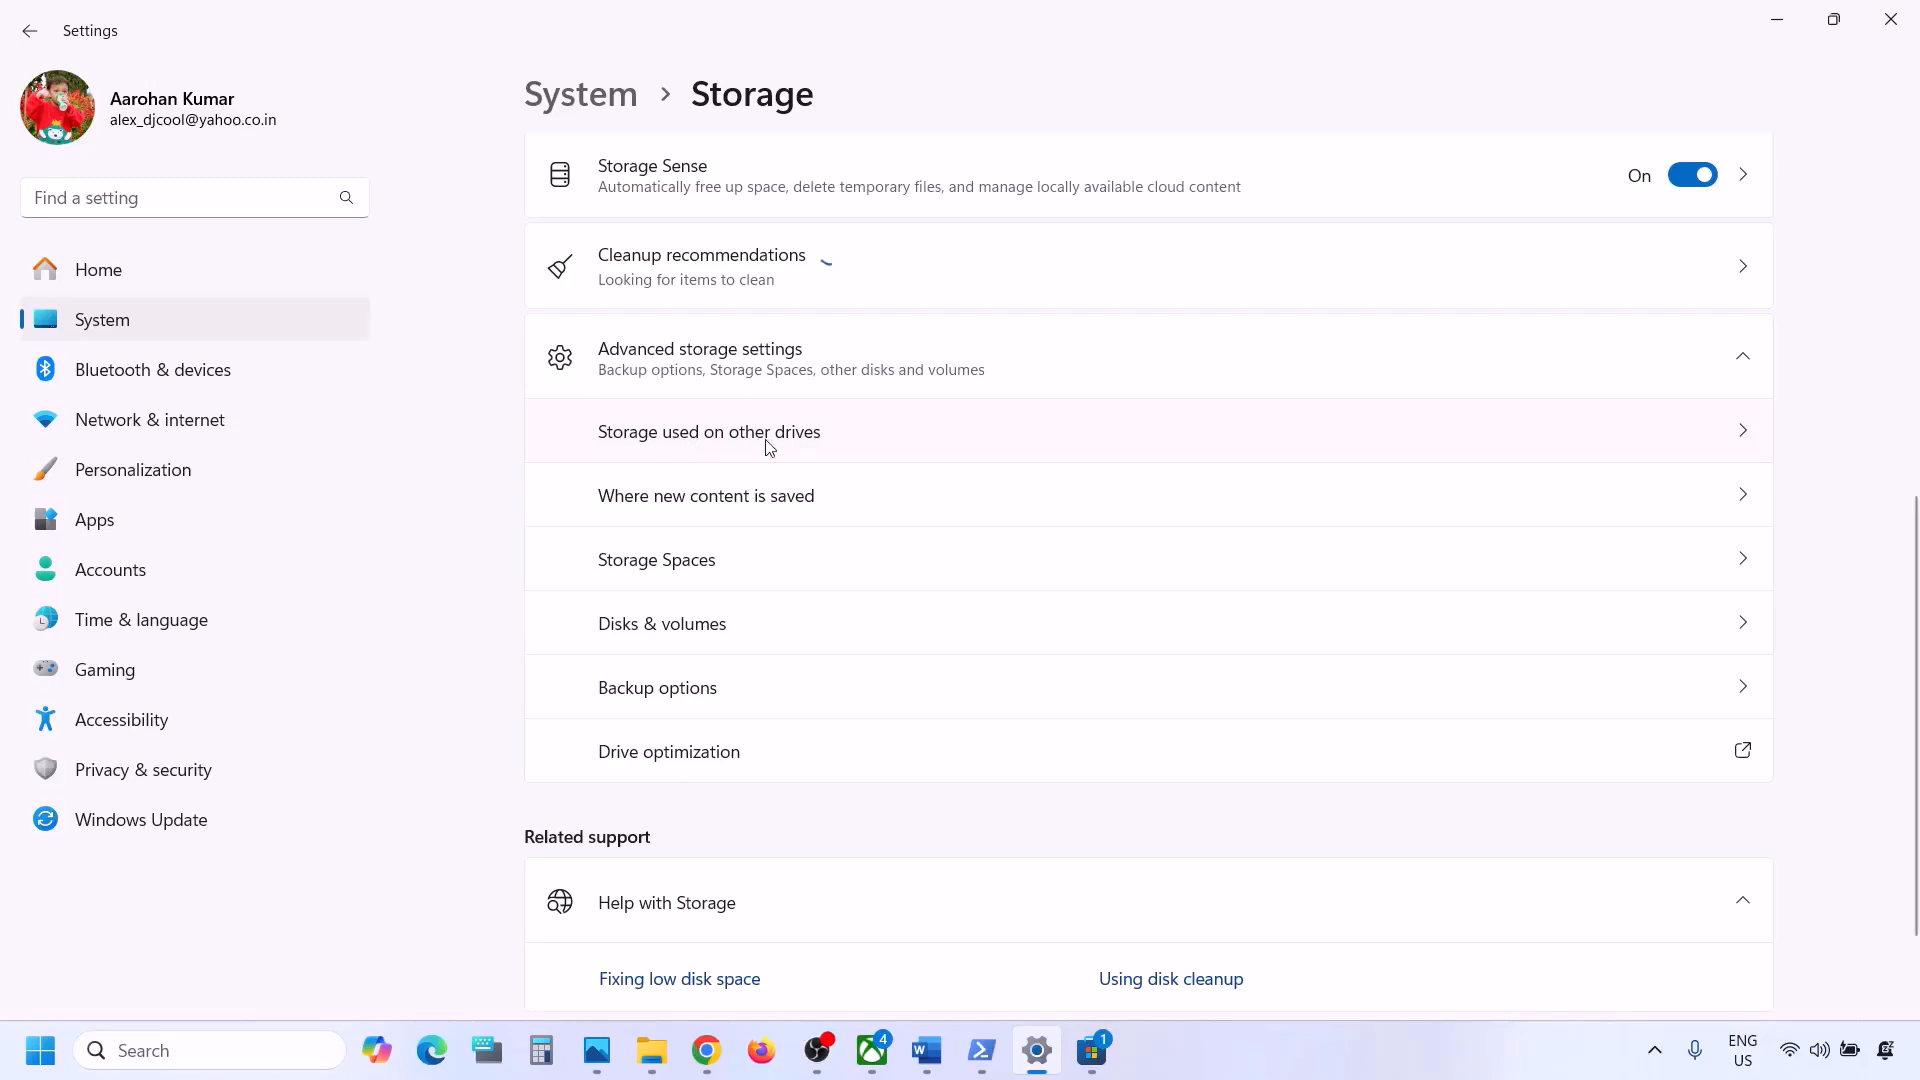 Settings
Aarohan Kumar
alex_djcool@yahoo.co.in
Find a setting
Home
System
Bluetooth & devices
Network & internet
Personalization
Apps
Accounts
Time & language
Gaming
Accessibility
Privacy & security
Windows Update
System > Storage
Storage Sense
Automatically free up space, delete temporary files, and manage locally available cloud content
On
Cleanup recommendations
Looking for items to clean
Advanced storage settings
Backup options, Storage Spaces, other disks and volumes
Storage used on other drives
Where new content is saved
Storage Spaces
Disks & volumes
Backup options
Drive optimization
Related support
Help with Storage
Fixing low disk space
Using disk cleanup
Search
4
1
ENG
US